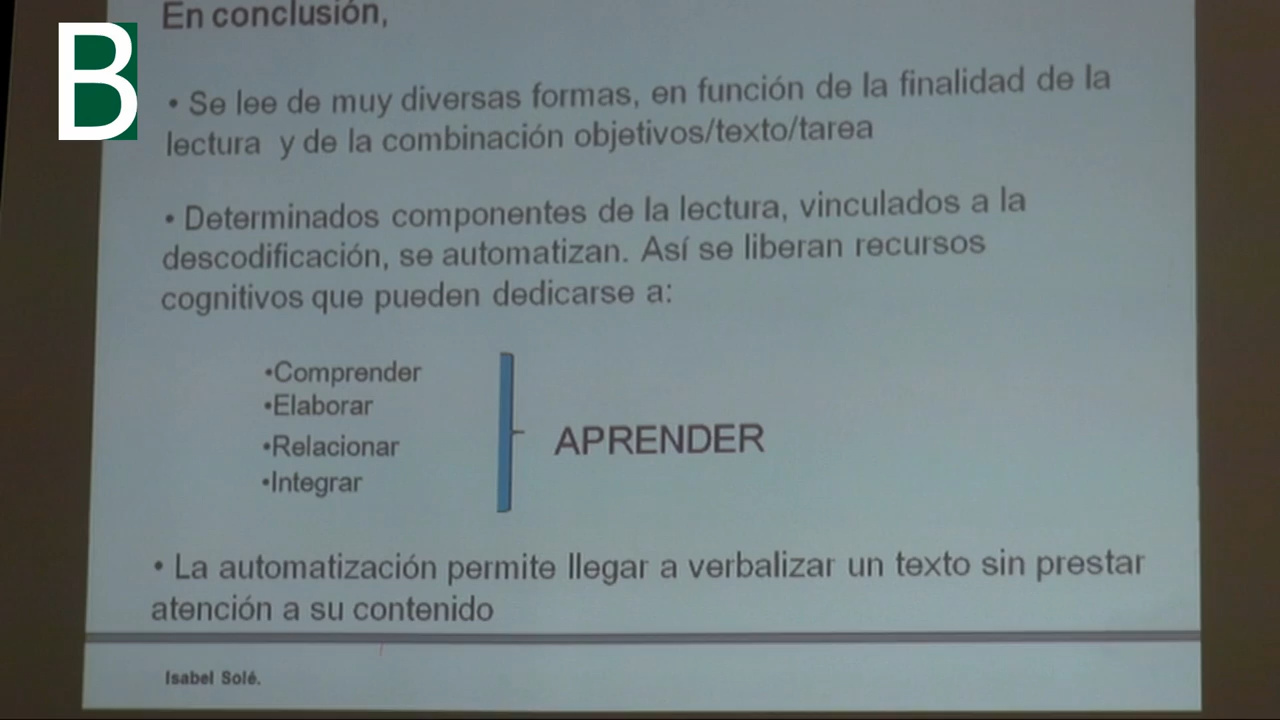 B
En conclusión,
• Se lee de muy diversas formas, en función de la finalidad de la
lectura y de la combinación objetivos/texto/tarea
• Determinados componentes de la lectura, vinculados a la
descodificación, se automatizan. Así se liberan recursos
cognitivos que pueden dedicarse a:
•Comprender
•Elaborar
•Relacionar
•Integrar
APRENDER
• La automatización permite llegar a verbalizar un texto sin prestar
atención a su contenido
Isabel Solé.